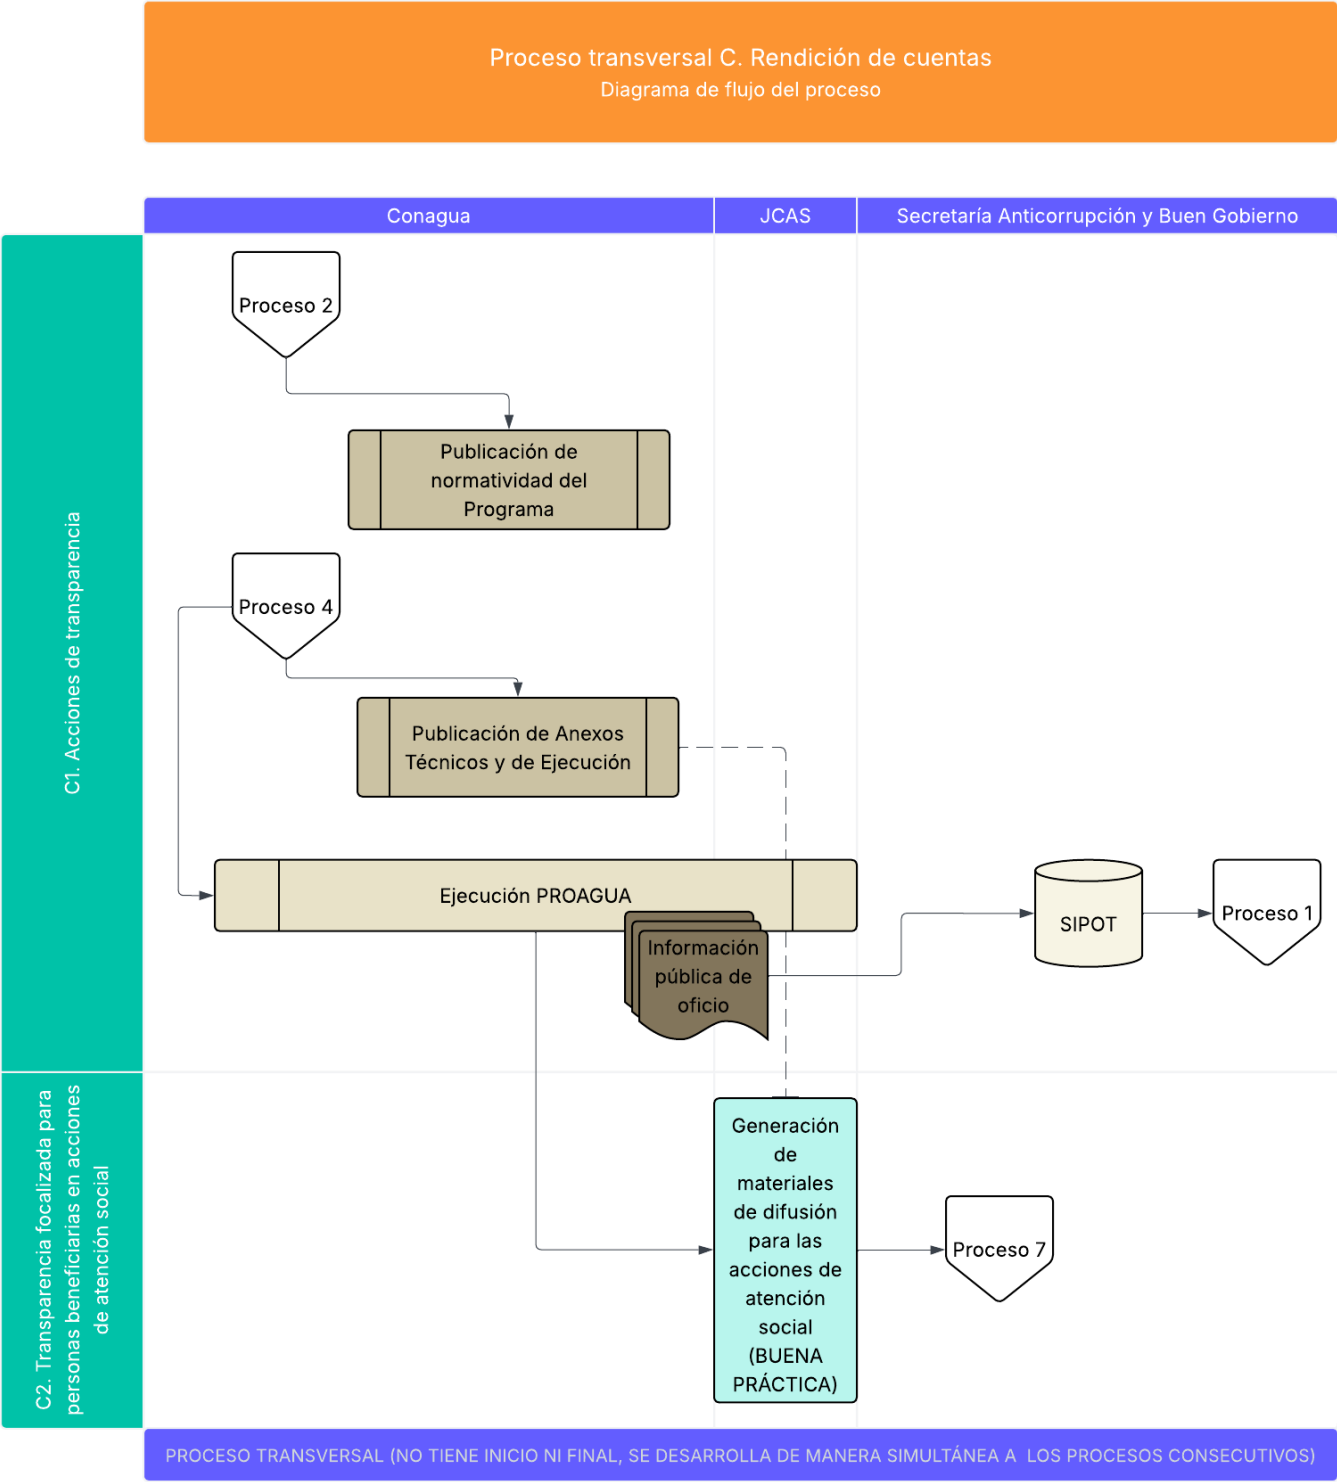 Proceso transversal C. Rendición de cuentas
Diagrama de flujo del proceso
Conagua
JCAS
Secretaría Anticorrupción y Buen Gobierno
C1. Acciones de transparencia
Proceso 2
Publicación de
normatividad del
Programa
Proceso 4
Publicación de Anexos
Técnicos y de Ejecución
Ejecución PROAGUA
Información
pública de
oficio
SIPOT
Proceso 1
C2. Transparencia focalizada para
personas beneficiarias en acciones
de atención social
Generación
de
materiales
de difusión
para las
acciones de
atención
social
(BUENA
PRÁCTICA)
Proceso 7
PROCESO TRANSVERSAL (NO TIENE INICIO NI FINAL, SE DESARROLLA DE MANERA SIMULTÁNEA A  LOS PROCESOS CONSECUTIVOS)